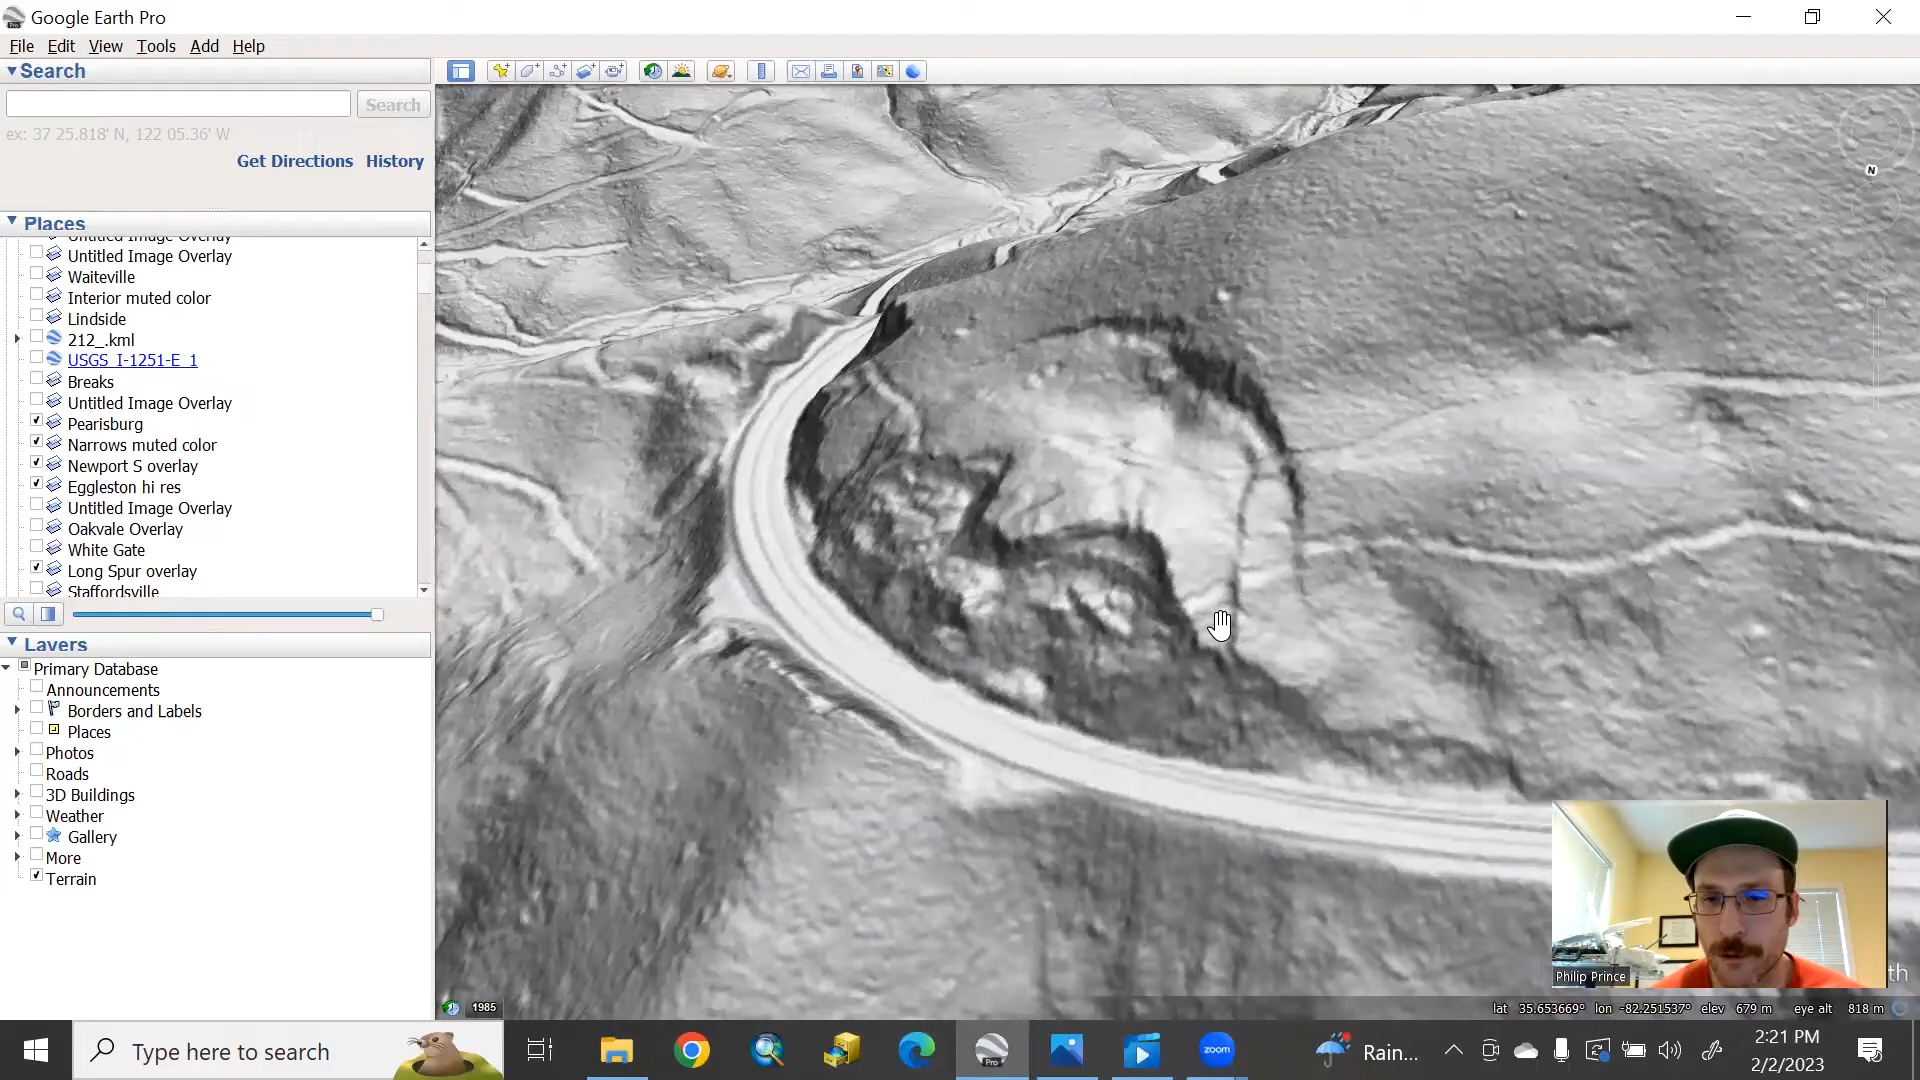 Google Earth Pro
File Edit View Tools Add Help
Search
Search
ex: 37 25.818' N, 122 05.36' W
Get Directions History
Places
Untitled Image Overlay
Untitled Image Overlay
Waiteville
Interior muted color
Lindside
212_.kml
USGS_I-1251-E_1
Breaks
Untitled Image Overlay
Pearisburg
Narrows muted color
Newport S overlay
Eggleston hi res
Untitled Image Overlay
Oakvale Overlay
White Gate
Long Spur overlay
Staffordsville
Layers
Primary Database
Announcements
Borders and Labels
Places
Photos
Roads
3D Buildings
Weather
Gallery
More
Terrain
N
1985
Philip Prince
th
lat 35.653669° lon -82.251537° elev 679 m eye alt 818 m
Type here to search
Pro
zoom
Rain...
2:21 PM
2/2/2023